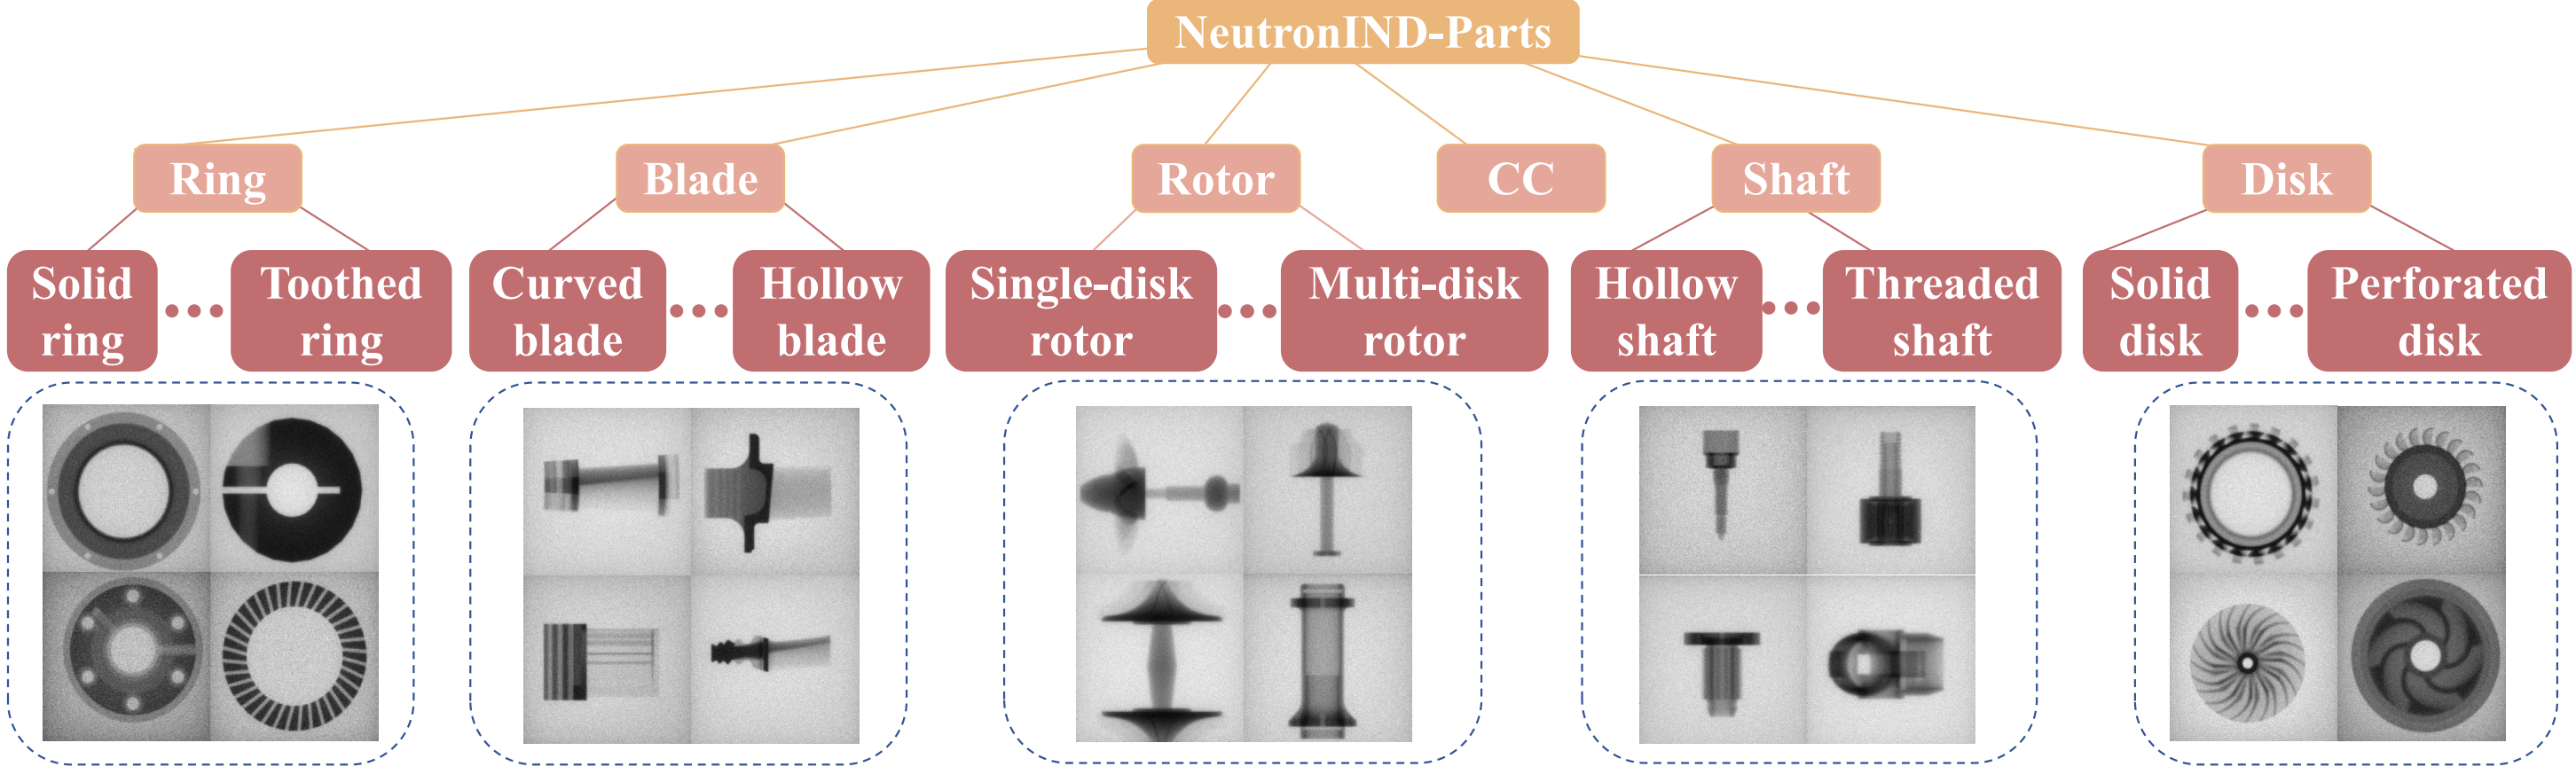 NeutronIND-Parts
Ring
Blade
Rotor
CC
Shaft
Disk
Solid
ring
Toothed
ring
Curved
blade
Hollow
blade
Single-disk
rotor
Multi-disk
rotor
Hollow
shaft
Threaded
shaft
Solid
disk
Perforated
disk